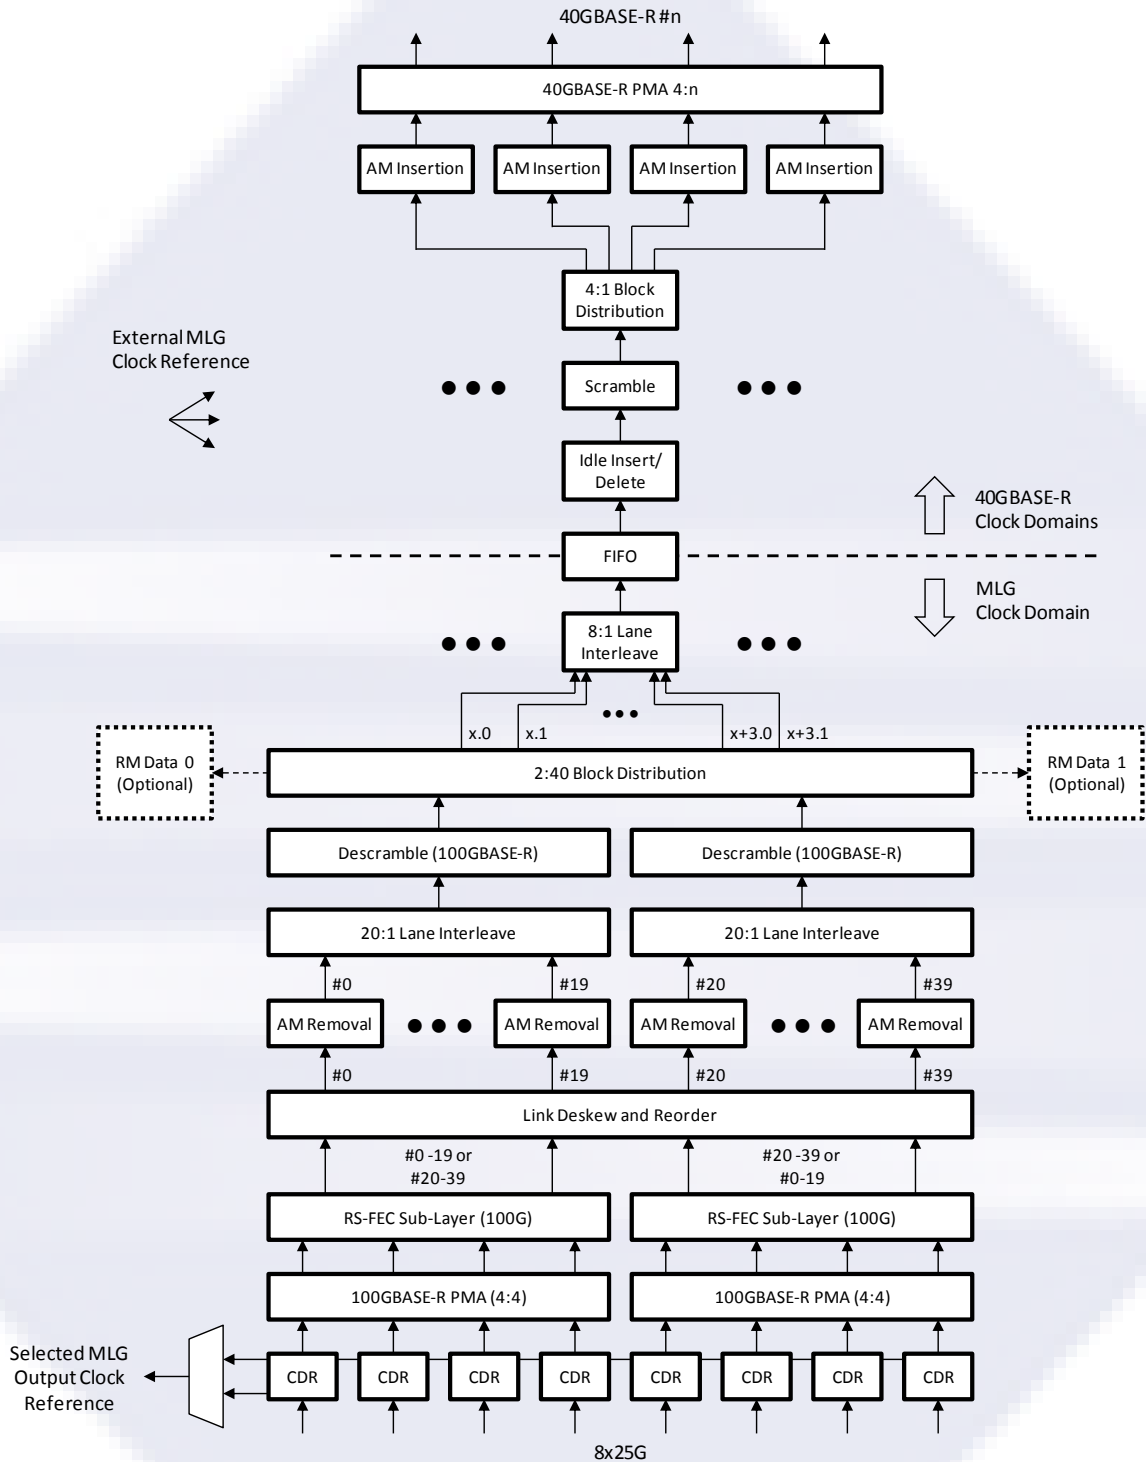 40GBASE-R #n
40GBASE-R PMA 4:n
AM Insertion
AM Insertion
AM Insertion
AM Insertion
4:1 Block
Distribution
External MLG
Clock Reference
Scramble
Idle Insert/
Delete
40GBASE-R
Clock Domains
FIFO
MLG
Clock Domain
8:1 Lane
Interleave
x.0
x.1
x+3.0
x+3.1
RM Data 0
(Optional)
2:40 Block Distribution
RM Data 1
(Optional)
Descramble (100GBASE-R)
Descramble (100GBASE-R)
20:1 Lane Interleave
20:1 Lane Interleave
#0
#19
#20
#39
AM Removal
AM Removal
AM Removal
AM Removal
#0
#19
#20
#39
Link Deskew and Reorder
#0 -19 or
#20-39
#20 -39 or
#0-19
RS-FEC Sub-Layer (100G)
RS-FEC Sub-Layer (100G)
100GBASE-R PMA (4:4)
100GBASE-R PMA (4:4)
Selected MLG
Output Clock
Reference
CDR
CDR
CDR
CDR
CDR
CDR
CDR
CDR
8x25G